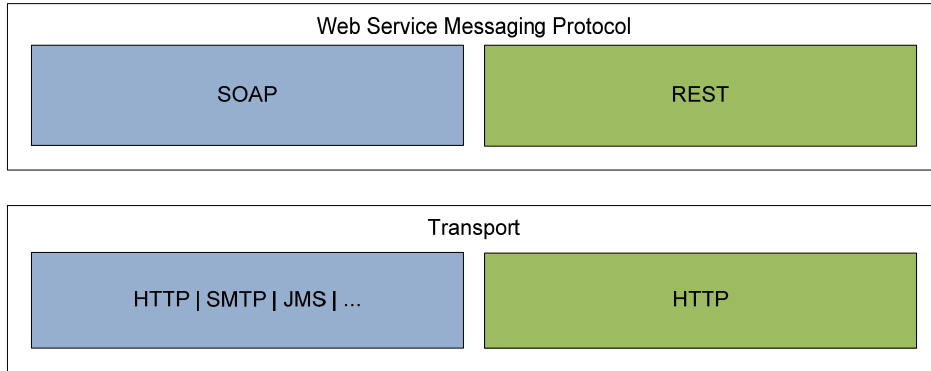 Web Service Messaging Protocol
SOAP
REST
Transport
HTTP | SMTP | JMS | ...
HTTP